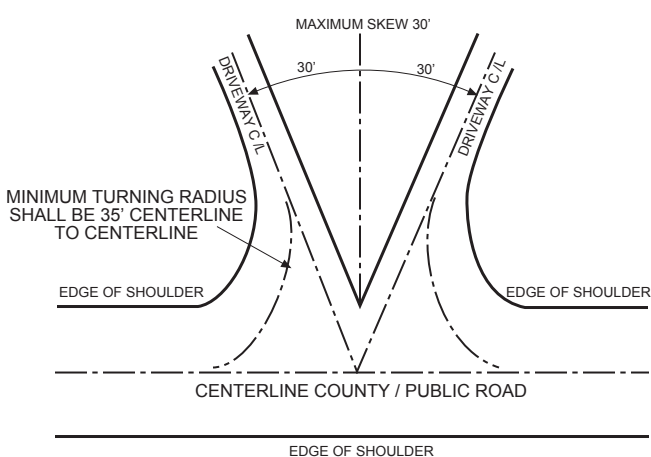 MAXIMUM SKEW 30'
30'
30'
DRIVEWAY C/L
DRIVEWAY C/L
MINIMUM TURNING RADIUS
SHALL BE 35' CENTERLINE
TO CENTERLINE
EDGE OF SHOULDER
EDGE OF SHOULDER
CENTERLINE COUNTY / PUBLIC ROAD
EDGE OF SHOULDER